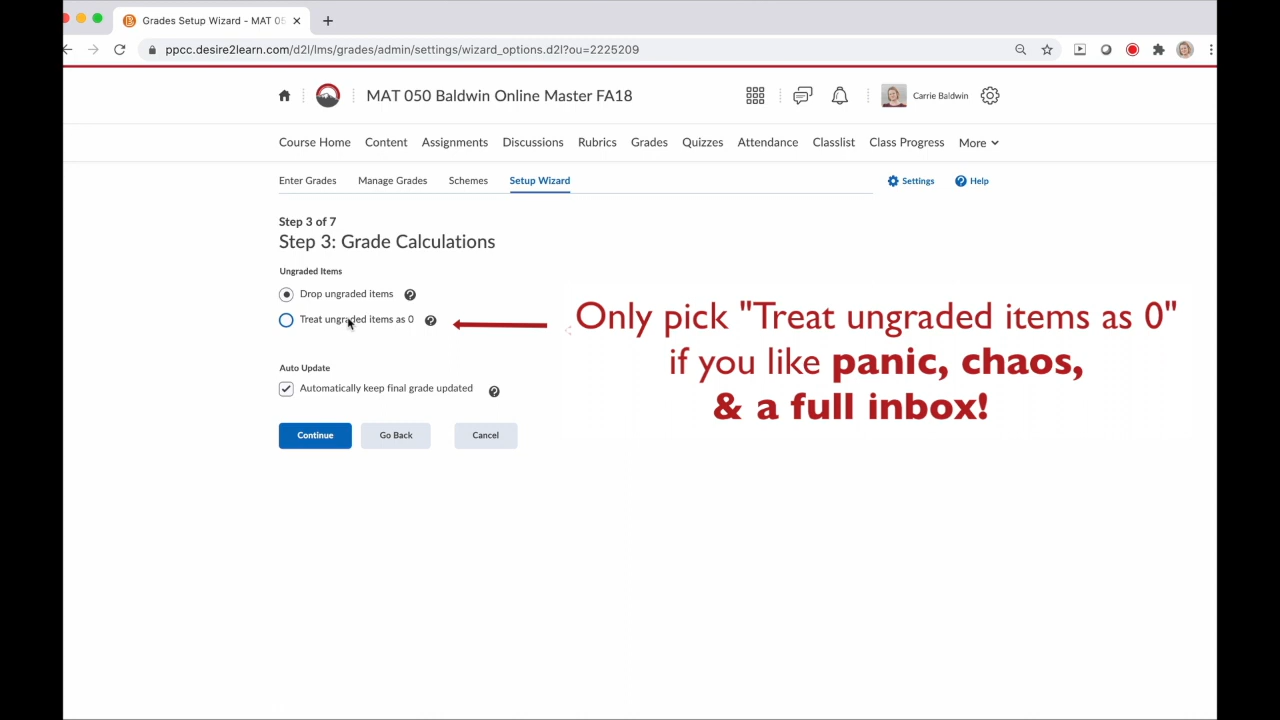 Grades Setup Wizard - MAT 05
ppcc.desire2learn.com/d2l/lms/grades/admin/settings/wizard_options.d2l?ou=2225209
MAT 050 Baldwin Online Master FA18
Carrie Baldwin
Course Home Content Assignments Discussions Rubrics Grades Quizzes Attendance Classlist Class Progress More
Enter Grades Manage Grades Schemes Setup Wizard Settings Help
Step 3 of 7
Step 3: Grade Calculations
Ungraded Items
Drop ungraded items
Treat ungraded items as 0
Only pick "Treat ungraded items as 0"
if you like panic, chaos,
& a full inbox!
Auto Update
Automatically keep final grade updated
Continue Go Back Cancel